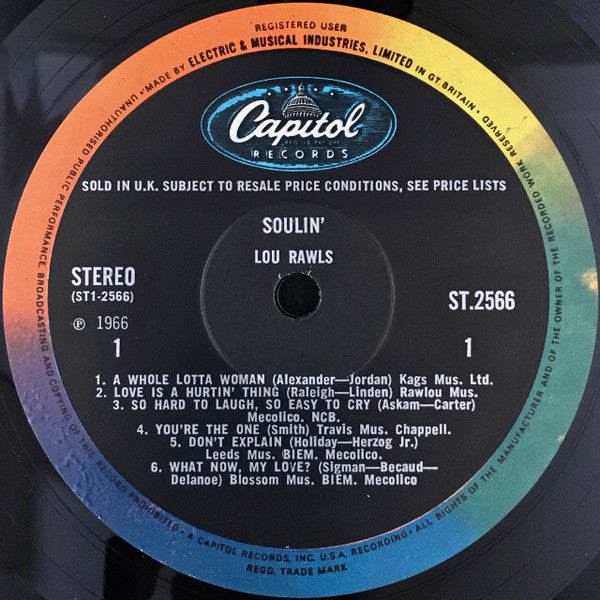 REGISTERED USER
• MADE BY ELECTRIC & MUSICAL INDUSTRIES, LIMITED IN GT. BRITAIN •
Capitol
RECORDS
SOLD IN U.K. SUBJECT TO RESALE PRICE CONDITIONS, SEE PRICE LISTS
SOULIN'
LOU RAWLS
STEREO
(ST1-2566)
ST.2566
Ⓟ 1966
1
1
1. A WHOLE LOTTA WOMAN (Alexander—Jordan) Kags Mus. Ltd.
2. LOVE IS A HURTIN' THING (Raleigh—Linden) Rawlou Mus.
3. SO HARD TO LAUGH, SO EASY TO CRY (Askam—Carter)
Mecolico. NCB.
4. YOU'RE THE ONE (Smith) Travis Mus. Chappell.
5. DON'T EXPLAIN (Holiday—Herzog Jr.)
Leeds Mus. BIEM. Mecolico.
6. WHAT NOW, MY LOVE? (Sigman—Becaud—
Delanoe) Blossom Mus. BIEM. Mecolico
UNAUTHORISED PUBLIC PERFORMANCE, BROADCASTING AND COPYING OF THIS RECORD PROHIBITED •
A CAPITOL RECORDS, INC. U.S.A. RECORDING •
ALL RIGHTS OF THE MANUFACTURER AND OF THE OWNER OF THE RECORDED WORK RESERVED
REGD. TRADE MARK